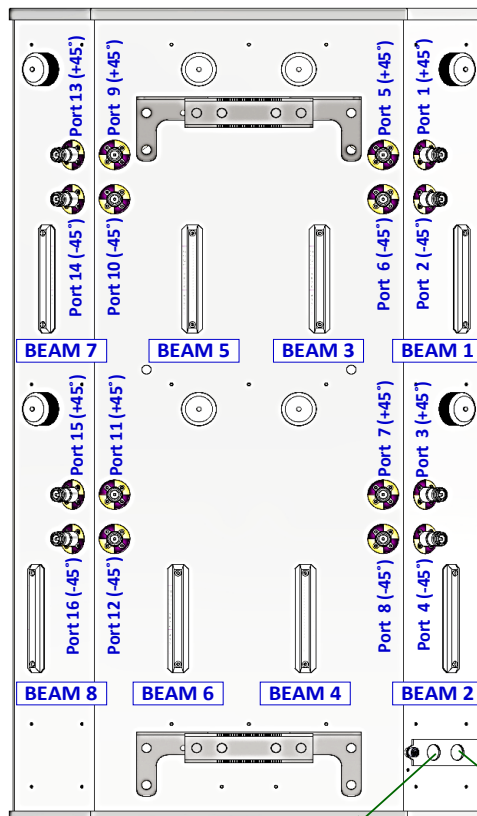 Port 13 (+45°)
Port 9 (+45°)
Port 5 (+45°)
Port 1 (+45°)
Port 14 (-45°)
Port 10 (-45°)
Port 6 (-45°)
Port 2 (-45°)
BEAM 7
BEAM 5
BEAM 3
BEAM 1
Port 15 (+45°)
Port 11 (+45°)
Port 7 (+45°)
Port 3 (+45°)
Port 16 (-45°)
Port 12 (-45°)
Port 8 (-45°)
Port 4 (-45°)
BEAM 8
BEAM 6
BEAM 4
BEAM 2